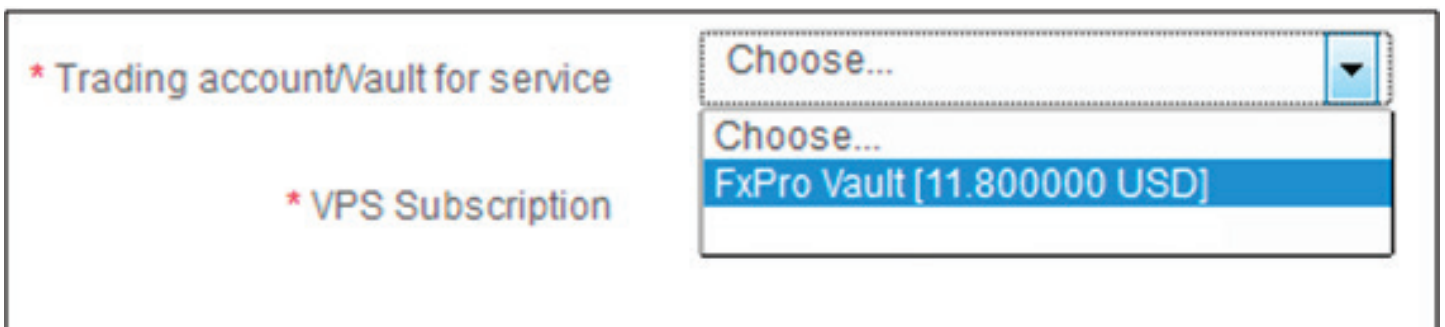 * Trading account/Vault for service
Choose...
Choose...
FxPro Vault [11.800000 USD]
* VPS Subscription